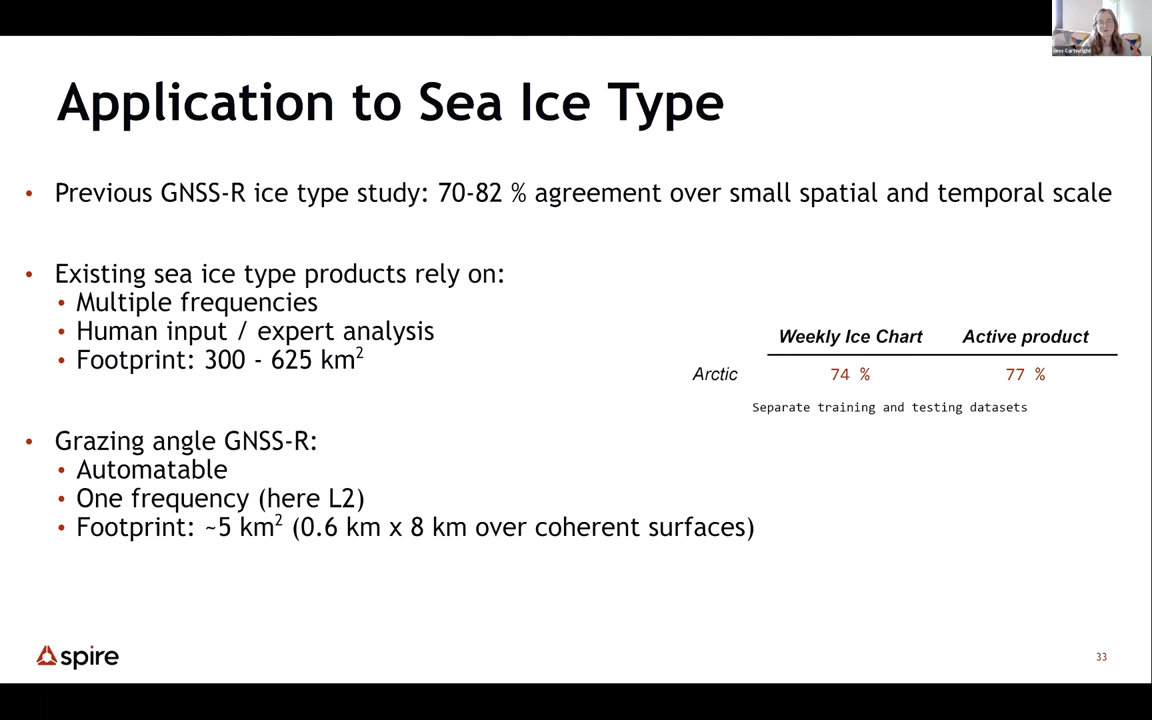 Jess Cartwright
Application to Sea Ice Type
• Previous GNSS-R ice type study: 70-82 % agreement over small spatial and temporal scale
• Existing sea ice type products rely on:
• Multiple frequencies
• Human input / expert analysis
• Footprint: 300 - 625 km²
Weekly Ice Chart Active product
Arctic 74 % 77 %
Separate training and testing datasets
• Grazing angle GNSS-R:
• Automatable
• One frequency (here L2)
• Footprint: ~5 km² (0.6 km x 8 km over coherent surfaces)
spire
33